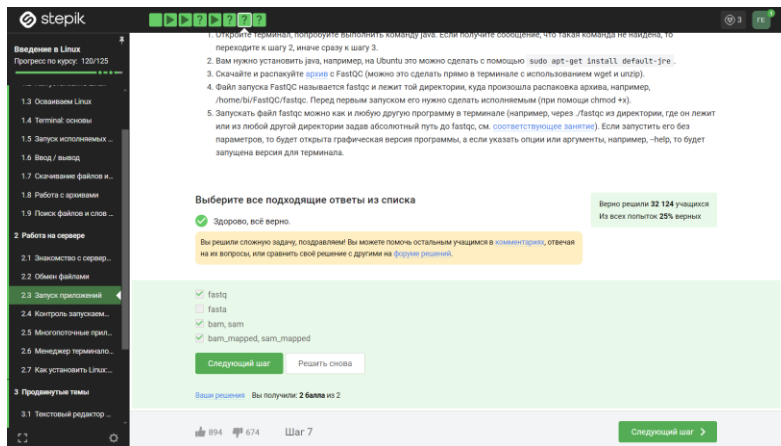 stepik
3
ГЕ
Введение в Linux
Прогресс по курсу: 120/125
1.3 Осваиваем Linux
1.4 Terminal: основы
1.5 Запуск исполняемых ...
1.6 Ввод / вывод
1.7 Скачивание файлов и...
1.8 Работа с архивами
1.9 Поиск файлов и слов ...
2 Работа на сервере
2.1 Знакомство с сервер...
2.2 Обмен файлами
2.3 Запуск приложений
2.4 Контроль запускаем...
2.5 Многопоточные прил...
2.6 Менеджер терминало...
2.7 Как установить Linux:...
3 Продвинутые темы
3.1 Текстовый редактор ...
1. Откройте терминал, попробуйте выполнить команду java. Если получите сообщение, что такая команда не найдена, то
переходите к шагу 2, иначе сразу к шагу 3.
2. Вам нужно установить java, например, на Ubuntu это можно сделать с помощью sudo apt-get install default-jre .
3. Скачайте и распакуйте архив с FastQC (можно это сделать прямо в терминале с использованием wget и unzip).
4. Файл запуска FastQC называется fastqc и лежит той директории, куда произошла распаковка архива, например,
/home/bi/FastQC/fastqc. Перед первым запуском его нужно сделать исполняемым (при помощи chmod +x).
5. Запускать файл fastqc можно как и любую другую программу в терминале (например, через ./fastqc из директории, где он лежит
или из любой другой директории задав абсолютный путь до fastqc, см. соответствующее занятие). Если запустить его без
параметров, то будет открыта графическая версия программы, а если указать опции или аргументы, например, --help, то будет
запущена версия для терминала.
Выберите все подходящие ответы из списка
Здорово, всё верно.
Верно решили 32 124 учащихся
Из всех попыток 25% верных
Вы решили сложную задачу, поздравляем! Вы можете помочь остальным учащимся в комментариях, отвечая
на их вопросы, или сравнить своё решение с другими на форуме решений.
fastq
fasta
bam, sam
bam_mapped, sam_mapped
Следующий шаг
Решить снова
Ваши решения Вы получили: 2 балла из 2
894 674 Шаг 7
Следующий шаг